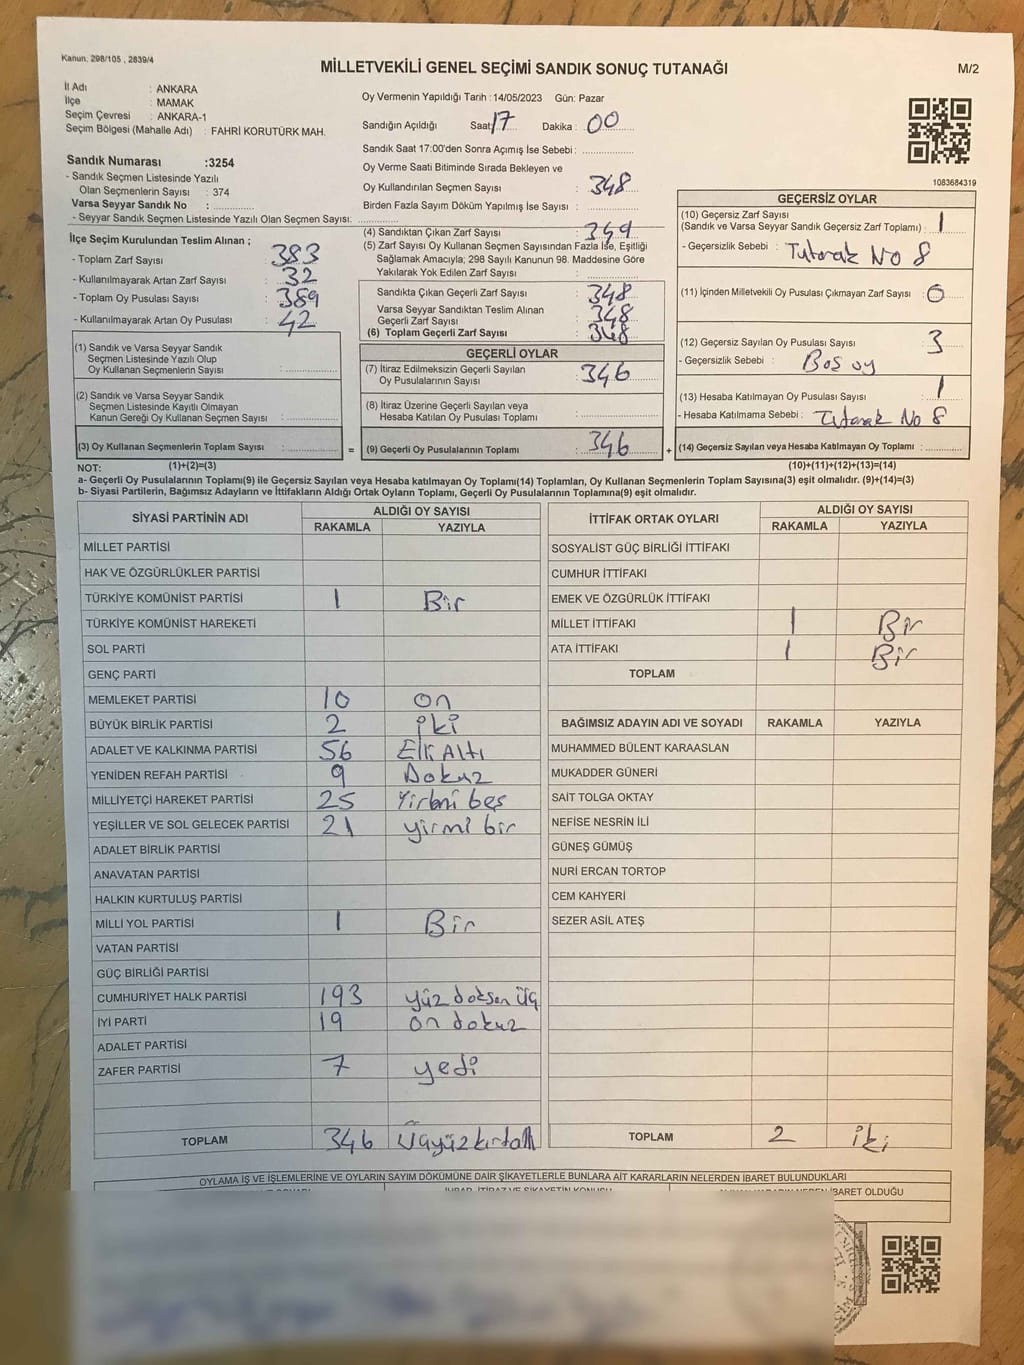 Kanun: 298/105 , 2839/4
MİLLETVEKİLİ GENEL SEÇİMİ SANDIK SONUÇ TUTANAĞI
M/2
İl Adı : ANKARA
İlçe : MAMAK
Seçim Çevresi : ANKARA-1
Seçim Bölgesi (Mahalle Adı) : FAHRİ KORUTÜRK MAH.
Sandık Numarası :3254
- Sandık Seçmen Listesinde Yazılı
Olan Seçmenlerin Sayısı : 374
Varsa Seyyar Sandık No :
- Seyyar Sandık Seçmen Listesinde Yazılı Olan Seçmen Sayısı:
İlçe Seçim Kurulundan Teslim Alınan ;
- Toplam Zarf Sayısı : 383
- Kullanılmayarak Artan Zarf Sayısı : 32
- Toplam Oy Pusulası Sayısı : 389
- Kullanılmayarak Artan Oy Pusulası : 42
(1) Sandık ve Varsa Seyyar Sandık
Seçmen Listesinde Yazılı Olup
Oy Kullanan Seçmenlerin Sayısı :
(2) Sandık ve Varsa Seyyar Sandık
Seçmen Listesinde Kayıtlı Olmayan
Kanun Gereği Oy Kullanan Seçmen Sayısı :
(3) Oy Kullanan Seçmenlerin Toplam Sayısı :
Oy Vermenin Yapıldığı Tarih : 14/05/2023 Gün: Pazar
Sandığın Açıldığı Saat 17 Dakika : 00
Sandık Saat 17:00'den Sonra Açımış İse Sebebi :
Oy Verme Saati Bitiminde Sırada Bekleyen ve
Oy Kullandırılan Seçmen Sayısı : 348
Birden Fazla Sayım Döküm Yapılmış İse Sayısı :
(4) Sandıktan Çıkan Zarf Sayısı : 349
(5) Zarf Sayısı Oy Kullanan Seçmen Sayısından Fazla İse, Eşitliği
Sağlamak Amacıyla; 298 Sayılı Kanunun 98. Maddesine Göre
Yakılarak Yok Edilen Zarf Sayısı :
Sandıkta Çıkan Geçerli Zarf Sayısı : 348
Varsa Seyyar Sandıktan Teslim Alınan
Geçerli Zarf Sayısı : 348
(6) Toplam Geçerli Zarf Sayısı : 348
GEÇERLİ OYLAR
(7) İtiraz Edilmeksizin Geçerli Sayılan
Oy Pusulalarının Sayısı : 346
(8) İtiraz Üzerine Geçerli Sayılan veya
Hesaba Katılan Oy Pusulası Toplamı :
= (9) Geçerli Oy Pusulalarının Toplamı : 346 +
1083684319
GEÇERSİZ OYLAR
(10) Geçersiz Zarf Sayısı
(Sandık ve Varsa Seyyar Sandık Geçersiz Zarf Toplamı) : 1
- Geçersizlik Sebebi : Tutanak No 8
(11) İçinden Milletvekili Oy Pusulası Çıkmayan Zarf Sayısı : 0
(12) Geçersiz Sayılan Oy Pusulası Sayısı : 3
- Geçersizlik Sebebi : Bos oy
(13) Hesaba Katılmayan Oy Pusulası Sayısı : 1
- Hesaba Katılmama Sebebi : Tutanak No 8
(14) Geçersiz Sayılan veya Hesaba Katılmayan Oy Toplamı :
NOT: (1)+(2)=(3) (10)+(11)+(12)+(13)=(14)
a- Geçerli Oy Pusulaları Toplamı(9) ile Geçersiz Sayılan veya Hesaba katılmayan Oy Toplamı(14) Toplamları, Oy Kullanan Seçmenlerin Toplam Sayısına(3) eşit olmalıdır. (9)+(14)=(3)
b- Siyasi Partilerin, Bağımsız Adayların ve İttifakların Aldığı Ortak Oyların Toplamı, Geçerli Oy Pusulalarının Toplamına(9) eşit olmalıdır.
SİYASİ PARTİNİN ADI ALDIĞI OY SAYISI
RAKAMLA YAZIYLA
MİLLET PARTİSİ
HAK VE ÖZGÜRLÜKLER PARTİSİ
TÜRKİYE KOMÜNİST PARTİSİ 1 Bir
TÜRKİYE KOMÜNİST HAREKETİ
SOL PARTİ
GENÇ PARTİ
MEMLEKET PARTİSİ 10 on
BÜYÜK BİRLİK PARTİSİ 2 iki
ADALET VE KALKINMA PARTİSİ 56 Elli Altı
YENİDEN REFAH PARTİSİ 9 Dokuz
MİLLİYETÇİ HAREKET PARTİSİ 25 Yirmi beş
YEŞİLLER VE SOL GELECEK PARTİSİ 21 yirmi bir
ADALET BİRLİK PARTİSİ
ANAVATAN PARTİSİ
HALKIN KURTULUŞ PARTİSİ
MİLLİ YOL PARTİSİ 1 Bir
VATAN PARTİSİ
GÜÇ BİRLİĞİ PARTİSİ
CUMHURİYET HALK PARTİSİ 193 yüz doksan üç
İYİ PARTİ 19 on dokuz
ADALET PARTİSİ
ZAFER PARTİSİ 7 yedi
TOPLAM 346 Üçyüzkırkaltı
İTTİFAK ORTAK OYLARI ALDIĞI OY SAYISI
RAKAMLA YAZIYLA
SOSYALİST GÜÇ BİRLİĞİ İTTİFAKI
CUMHUR İTTİFAKI
EMEK VE ÖZGÜRLÜK İTTİFAKI
MİLLET İTTİFAKI 1 Bir
ATA İTTİFAKI 1 Bir
TOPLAM
BAĞIMSIZ ADAYIN ADI VE SOYADI RAKAMLA YAZIYLA
MUHAMMED BÜLENT KARAASLAN
MUKADDER GÜNERİ
SAİT TOLGA OKTAY
NEFİSE NESRİN İLİ
GÜNEŞ GÜMÜŞ
NURİ ERCAN TORTOP
CEM KAHYERİ
SEZER ASİL ATEŞ
TOPLAM 2 iki
OYLAMA İŞ VE İŞLEMLERİNE VE OYLARIN SAYIM DÖKÜMÜNE DAİR ŞİKAYETLERLE BUNLARA AİT KARARLARIN NELERDEN İBARET BULUNDUKLARI
İBARET OLDUĞU